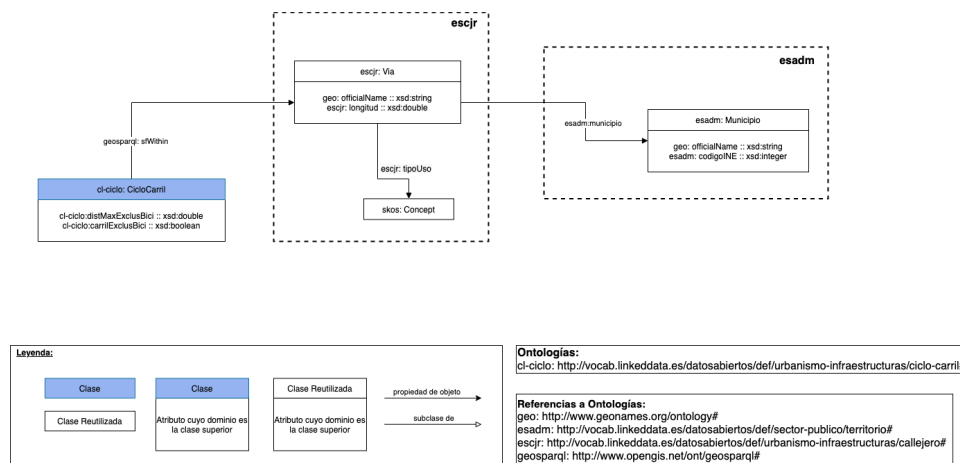 escjr
esadm
escjr: Via
geo: officialName :: xsd:string
escjr: longitud :: xsd:double
esadm: Municipio
geo: officialName :: xsd:string
esadm: codigoINE :: xsd:integer
esadm:municipio
geosparql: sfWithin
escjr: tipoUso
cl-ciclo: CicloCarril
cl-ciclo:distMaxExclusBici :: xsd:double
cl-ciclo:carrilExclusBici :: xsd:boolean
skos: Concept
Leyenda:
Clase
Clase
Atributo cuyo dominio es
la clase superior
Clase Reutilizada
Atributo cuyo dominio es
la clase superior
Clase Reutilizada
propiedad de objeto
subclase de
Ontologías:
cl-ciclo: http://vocab.linkeddata.es/datosabiertos/def/urbanismo-infraestructuras/ciclo-carril
Referencias a Ontologías:
geo: http://www.geonames.org/ontology#
esadm: http://vocab.linkeddata.es/datosabiertos/def/sector-publico/territorio#
escjr: http://vocab.linkeddata.es/datosabiertos/def/urbanismo-infraestructuras/callejero#
geosparql: http://www.opengis.net/ont/geosparql#